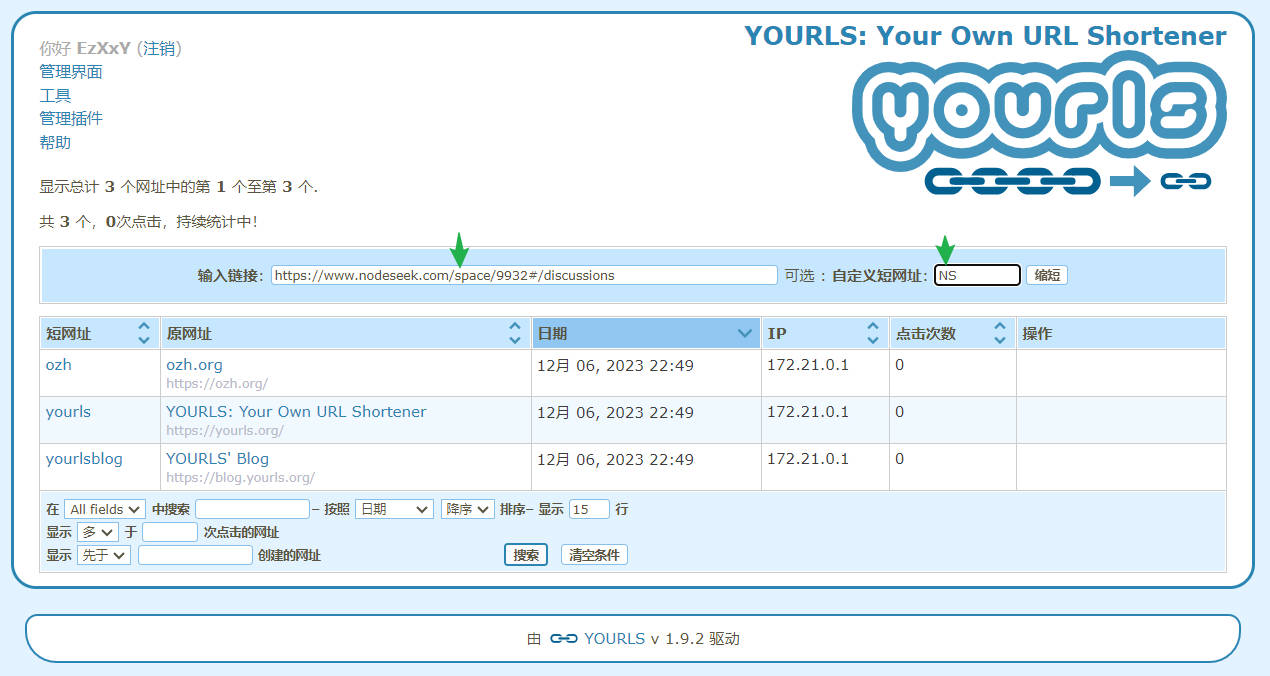 你好 EzXxY (注销)
YOURLS: Your Own URL Shortener
管理界面
工具
管理插件
帮助
yourls
显示总计 3 个网址中的第 1 个至第 3 个.
共 3 个，0次点击，持续统计中!
输入链接： https://www.nodeseek.com/space/9932#/discussions 可选 : 自定义短网址: NS 缩短
短网址 原网址 日期 IP 点击次数 操作
ozh ozh.org 12月 06, 2023 22:49 172.21.0.1 0
https://ozh.org/
yourls YOURLS: Your Own URL Shortener 12月 06, 2023 22:49 172.21.0.1 0
https://yourls.org/
yourlsblog YOURLS' Blog 12月 06, 2023 22:49 172.21.0.1 0
https://blog.yourls.org/
在 All fields 中搜索 – 按照 日期 降序 排序– 显示 15 行
显示 多 于 次点击的网址
显示 先于 创建的网址 搜索 清空条件
由 YOURLS v 1.9.2 驱动